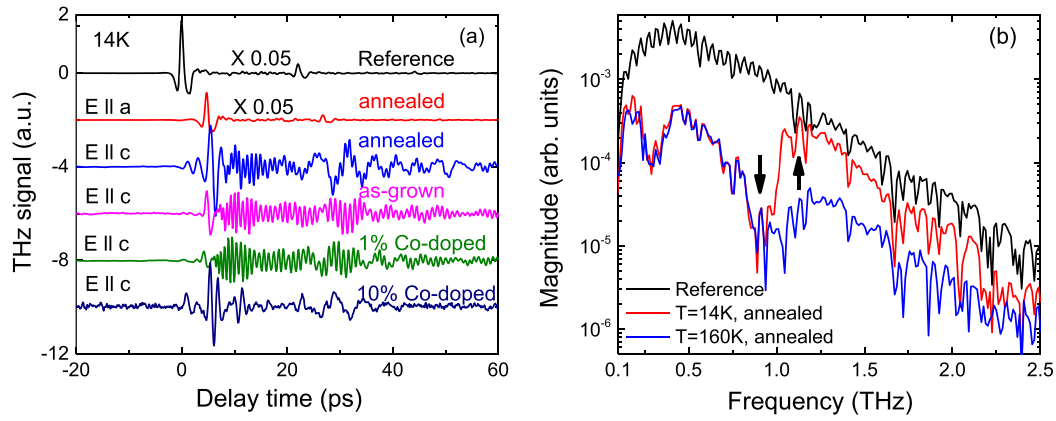 14K
(a)
X 0.05
Reference
E ll a
X 0.05
annealed
E ll c
annealed
E ll c
as-grown
E ll c
1% Co-doped
E ll c
10% Co-doped
THz signal (a.u.)
0
-4
-8
-12
-20
0
20
40
60
Delay time (ps)
(b)
Reference
T=14K, annealed
T=160K, annealed
Magnitude (arb. units)
10⁻³
10⁻⁴
10⁻⁵
10⁻⁶
0.1
0.5
1.0
1.5
2.0
2.5
Frequency (THz)